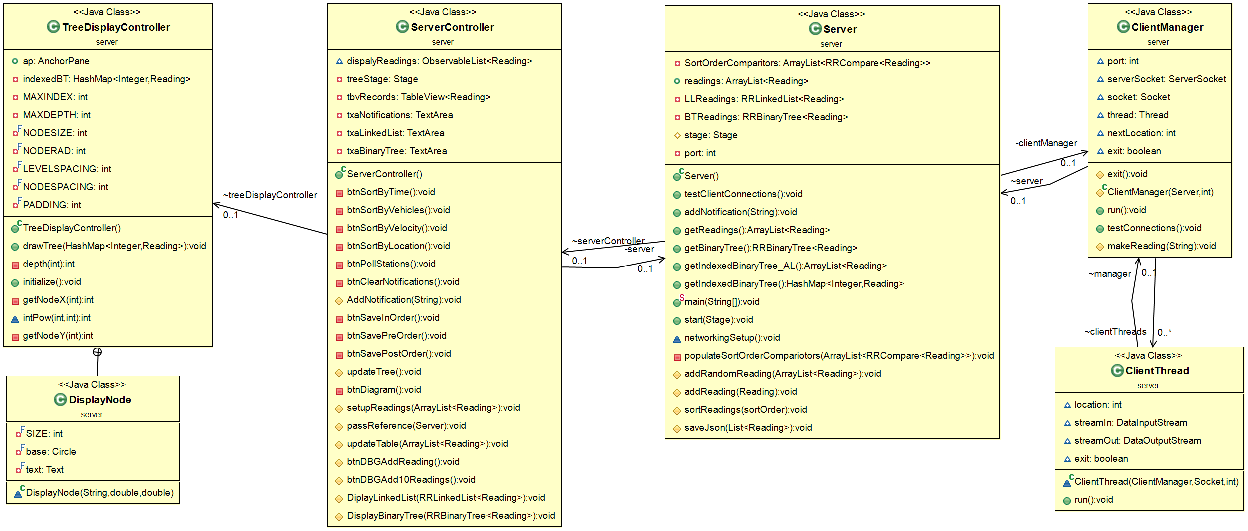 <<Java Class>>
TreeDisplayController
server
ap: AnchorPane
indexedBT: HashMap<Integer,Reading>
MAXINDEX: int
MAXDEPTH: int
NODESIZE: int
NODERAD: int
LEVELSPACING: int
NODESPACING: int
PADDING: int
TreeDisplayController()
drawTree(HashMap<Integer,Reading>):void
depth(int):int
initialize():void
getNodeX(int):int
intPow(int,int):int
getNodeY(int):int
<<Java Class>>
DisplayNode
server
SIZE: int
base: Circle
text: Text
DisplayNode(String,double,double)
~treeDisplayController
0..1
<<Java Class>>
ServerController
server
dispalyReadings: ObservableList<Reading>
treeStage: Stage
tbvRecords: TableView<Reading>
txaNotifications: TextArea
txaLinkedList: TextArea
txaBinaryTree: TextArea
ServerController()
btnSortByTime():void
btnSortByVehicles():void
btnSortByVelocity():void
btnSortByLocation():void
btnPollStations():void
btnClearNotifications():void
AddNotification(String):void
btnSaveInOrder():void
btnSavePreOrder():void
btnSavePostOrder():void
updateTree():void
btnDiagram():void
setupReadings(ArrayList<Reading>):void
passReference(Server):void
updateTable(ArrayList<Reading>):void
btnDBGAddReading():void
btnDBGAdd10Readings():void
DiplayLinkedList(RRLinkedList<Reading>):void
DisplayBinaryTree(RRBinaryTree<Reading>):void
~serverController
-server
0..1
0..1
<<Java Class>>
Server
server
SortOrderComparitors: ArrayList<RRCompare<Reading>>
readings: ArrayList<Reading>
LLReadings: RRLinkedList<Reading>
BTReadings: RRBinaryTree<Reading>
stage: Stage
port: int
Server()
testClientConnections():void
addNotification(String):void
getReadings():ArrayList<Reading>
getBinaryTree():RRBinaryTree<Reading>
getIndexedBinaryTree_AL():ArrayList<Reading>
getIndexedBinaryTree():HashMap<Integer,Reading>
main(String[]):void
start(Stage):void
networkingSetup():void
populateSortOrderCompariotors(ArrayList<RRCompare<Reading>>):void
addRandomReading(ArrayList<Reading>):void
addReading(Reading):void
sortReadings(sortOrder):void
saveJson(List<Reading>):void
-clientManager
0..1
~server
0..1
<<Java Class>>
ClientManager
server
port: int
serverSocket: ServerSocket
socket: Socket
thread: Thread
nextLocation: int
exit: boolean
exit():void
ClientManager(Server,int)
run():void
testConnections():void
makeReading(String):void
~manager
0..1
~clientThreads
0..*
<<Java Class>>
ClientThread
server
location: int
streamIn: DataInputStream
streamOut: DataOutputStream
exit: boolean
ClientThread(ClientManager,Socket,int)
run():void